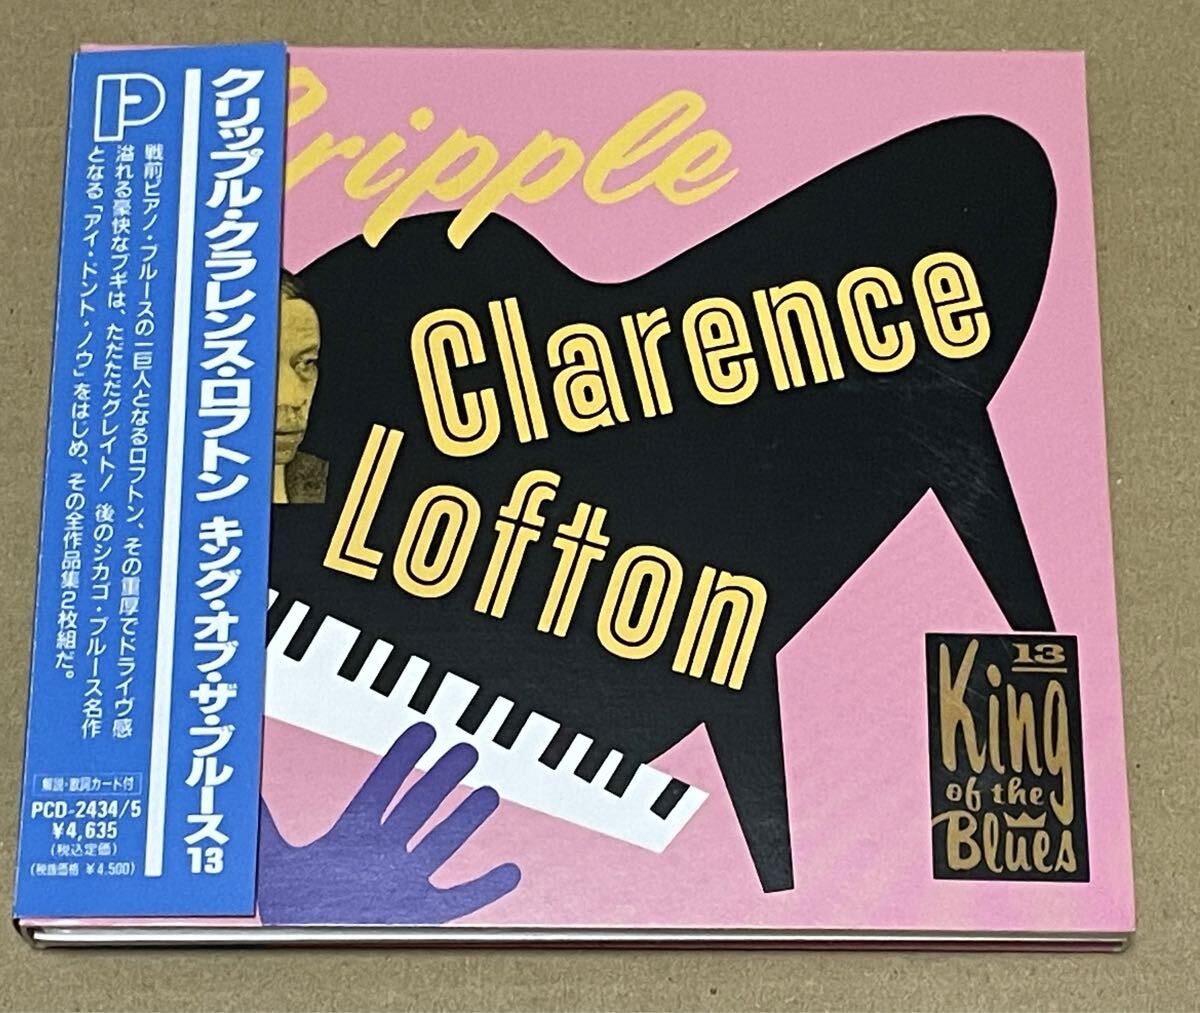 クリップル・クラレンス・ロフトン キング・オブ・ザ・ブルース13
P
戦前ピアノ・ブルースの一巨人となるロフトン、その重厚でドライヴ感
溢れる豪快なブギは、ただただグレイト! 後のシカゴ・ブルース名作
となる「アイ・ドント・ノウ」をはじめ、その全作品集2枚組だ。
解説・歌詞カード付
PCD-2434/5
¥4,635
(税込定価)
(税抜価格 ¥4,500)
Cripple
Clarence
Lofton
13
King
of the
Blues